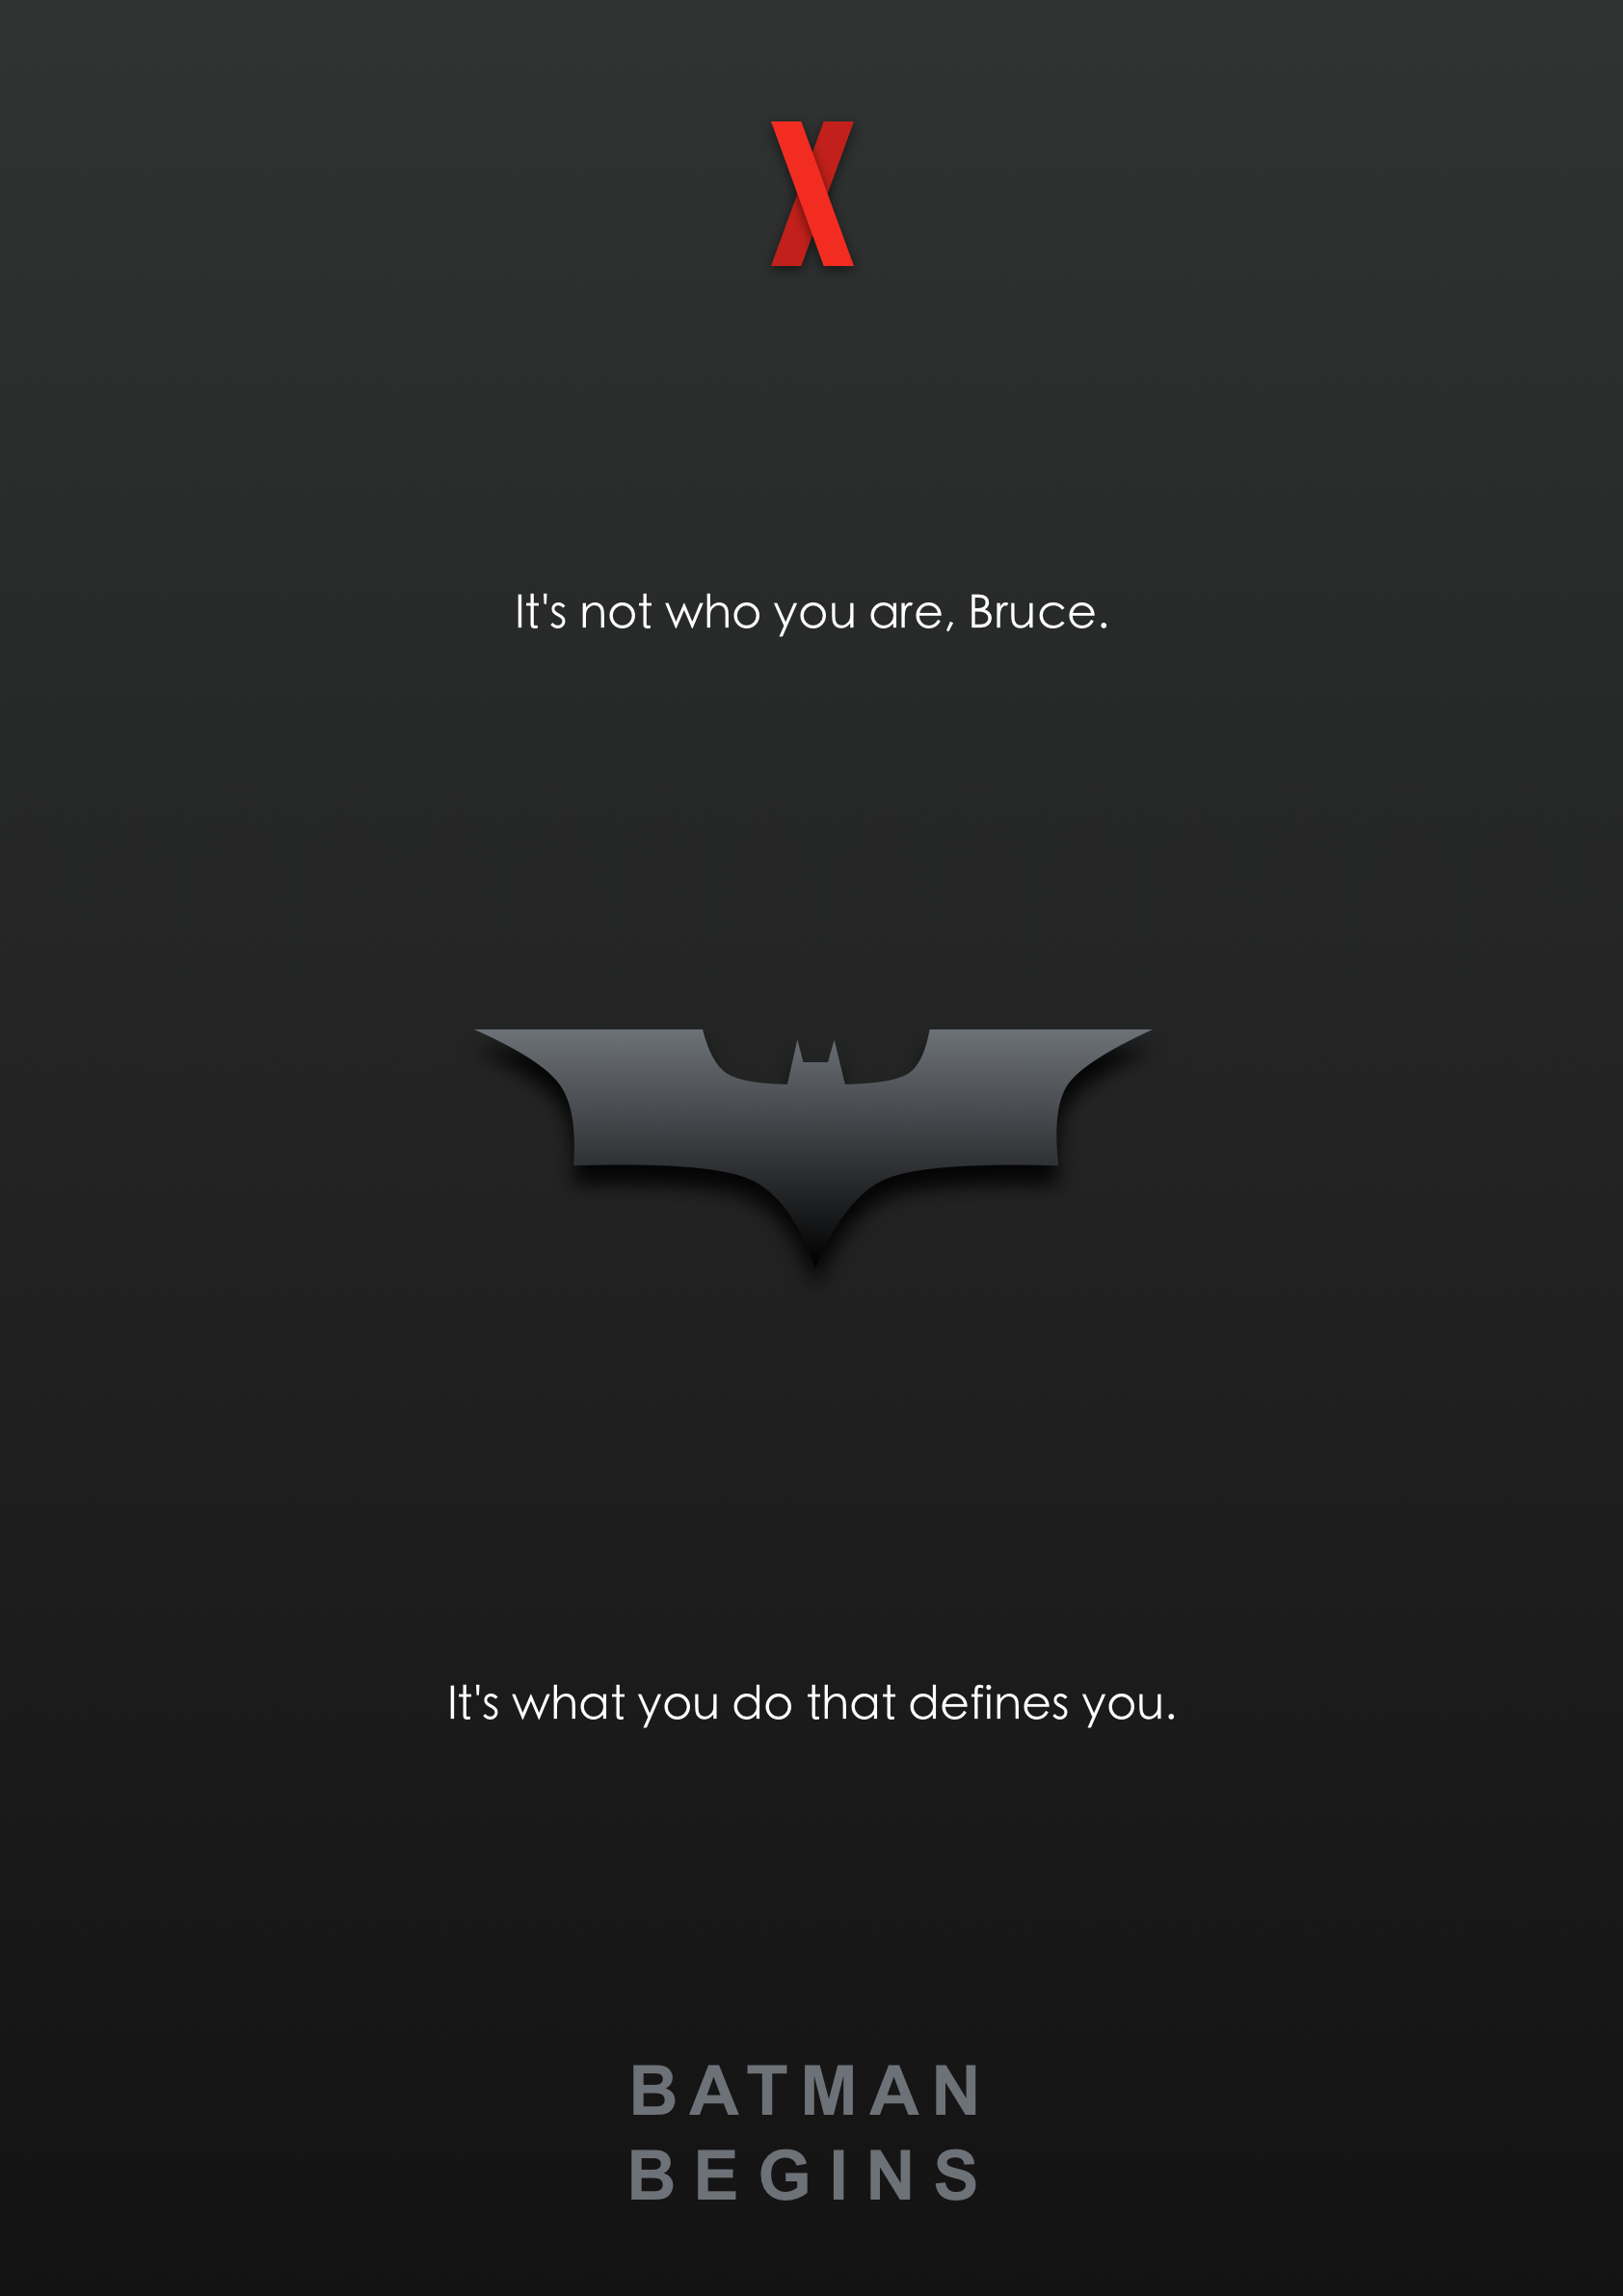 X
It's not who you are, Bruce.
It's what you do that defines you.
BATMAN
BEGINS